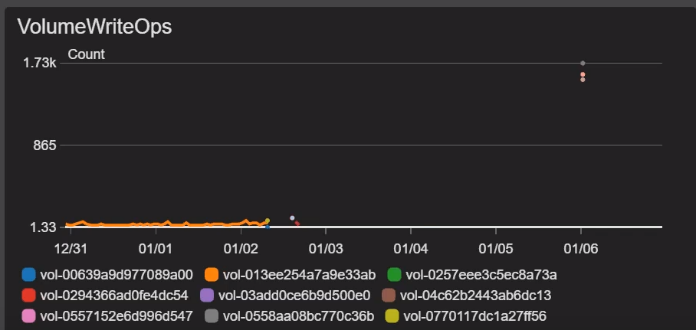 VolumeWriteOps
Count
1.73k
865
1.33
12/31 01/01 01/02 01/03 01/04 01/05 01/06
vol-00639a9d977089a00 vol-013ee254a7a9e33ab vol-0257eee3c5ec8a73a
vol-0294366ad0fe4dc54 vol-03add0ce6b9d500e0 vol-04c62b2443ab6dc13
vol-0557152e6d996d547 vol-0558aa08bc770c36b vol-0770117dc1a27ff56